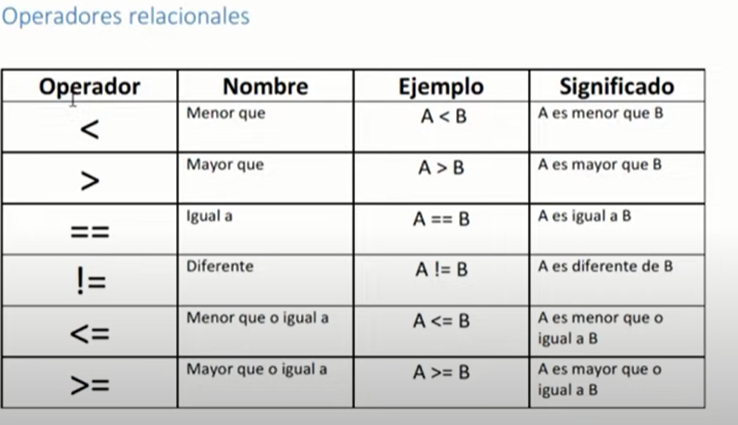 Operadores relacionales
Operador Nombre Ejemplo Significado
< Menor que A < B A es menor que B
> Mayor que A > B A es mayor que B
== Igual a A == B A es igual a B
!= Diferente A != B A es diferente de B
<= Menor que o igual a A <= B A es menor que o
igual a B
>= Mayor que o igual a A >= B A es mayor que o
igual a B